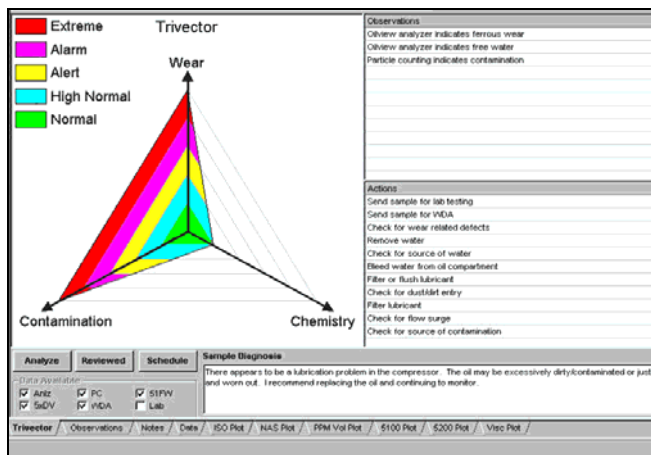 Extreme
Alarm
Alert
High Normal
Normal
Trivector
Wear
Contamination
Chemistry
Observations
Oilview analyzer indicates ferrous wear
Oilview analyzer indicates free water
Particle counting indicates contamination
Actions
Send sample for lab testing
Send sample for WDA
Check for wear related defects
Remove water
Check for source of water
Bleed water from oil compartment
Filter or flush lubricant
Check for dust/dirt entry
Filter lubricant
Check for flow surge
Check for source of contamination
Analyze Reviewed Schedule
Data Available
Anlz PC 51FW
5xDV WDA Lab
Sample Diagnosis
There appears to be a lubrication problem in the compressor. The oil may be excessively dirty/contaminated or just
and worn out. I recommend replacing the oil and continuing to monitor.
Trivector Observations Notes Data ISO Plot NAS Plot PPM Vol Plot 5100 Plot 5200 Plot Visc Plot